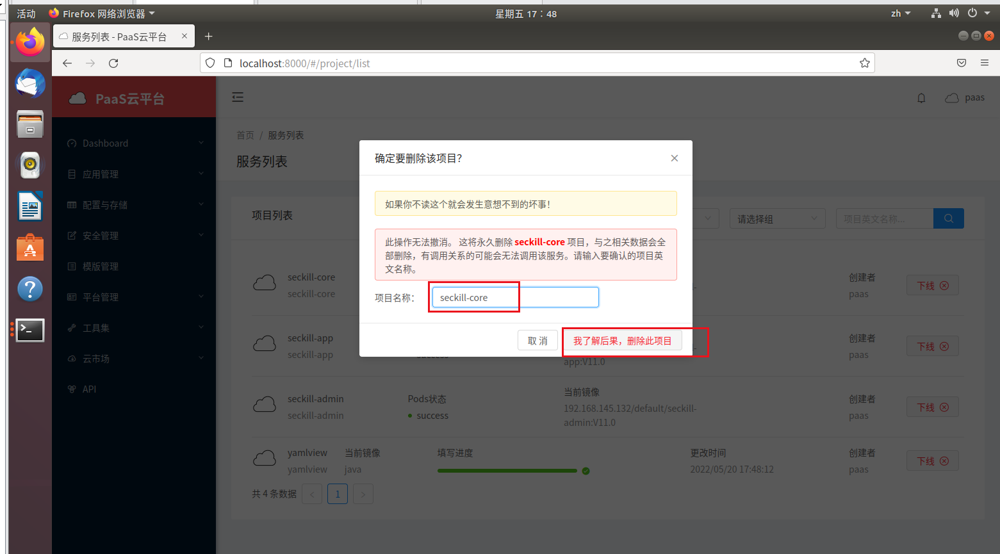 活动
Firefox 网络浏览器
星期五 17：48
zh
服务列表 - PaaS云平台
localhost:8000/#/project/list
PaaS云平台
paas
Dashboard
应用管理
配置与存储
安全管理
模版管理
平台管理
工具集
云市场
API
首页 / 服务列表
服务列表
项目列表
请选择组
项目英文名称...
确定要删除该项目？
如果你不读这个就会发生意想不到的坏事！
此操作无法撤消。 这将永久删除 seckill-core 项目，与之相关数据会全
部删除，有调用关系的可能会无法调用该服务。请输入要确认的项目英
文名称。
项目名称：
seckill-core
取 消
我了解后果，删除此项目
seckill-core
seckill-core
创建者
paas
下线
seckill-app
seckill-app
success
app:V11.0
创建者
paas
下线
seckill-admin
seckill-admin
Pods状态
success
当前镜像
192.168.145.132/default/seckill-
admin:V11.0
创建者
paas
下线
yamlview
yamlview
当前镜像
java
填写进度
更改时间
2022/05/20 17:48:12
创建者
paas
下线
共 4 条数据
1